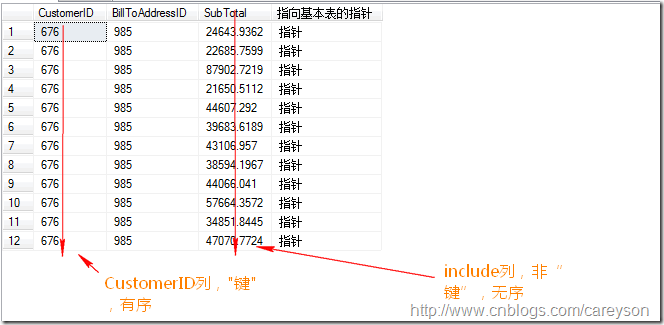 CustomerID BillToAddressID SubTotal 指向基本表的指针
1 676 985 24643.9362 指针
2 676 985 22685.7599 指针
3 676 985 87902.7219 指针
4 676 985 21650.5112 指针
5 676 985 44607.292 指针
6 676 985 39683.6189 指针
7 676 985 43106.957 指针
8 676 985 38594.1967 指针
9 676 985 44066.041 指针
10 676 985 57664.3572 指针
11 676 985 34851.8445 指针
12 676 985 47070.7724 指针
CustomerID列，"键"
，有序
include列，非“
键”，无序
http://www.cnblogs.com/careyson